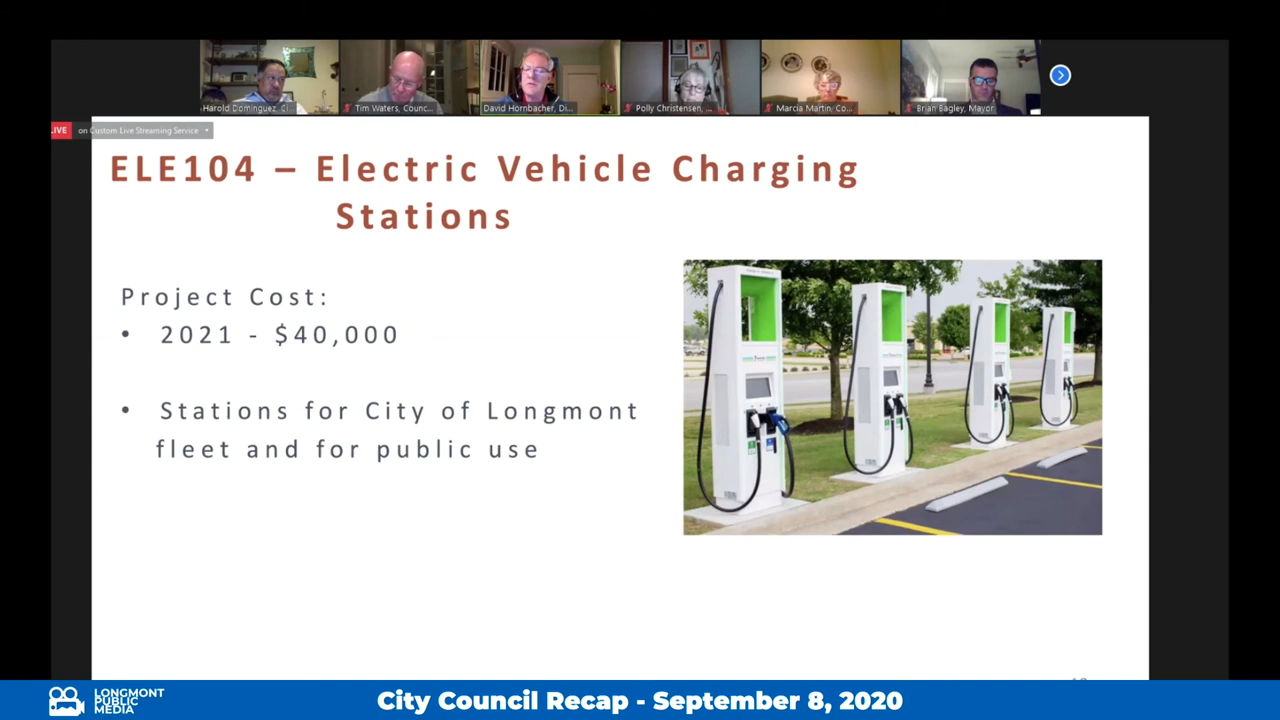 Harold Dominguez, Ci
Tim Waters, Counc...
David Hornbacher, Di...
Polly Christensen, ...
Marcia Martin, Co...
Brian Bagley, Mayor
LIVE
on Custom Live Streaming Service
ELE104 – Electric Vehicle Charging
Stations
Project Cost:
• 2021 - $40,000
• Stations for City of Longmont
fleet and for public use
LONGMONT
PUBLIC
MEDIA
City Council Recap - September 8, 2020